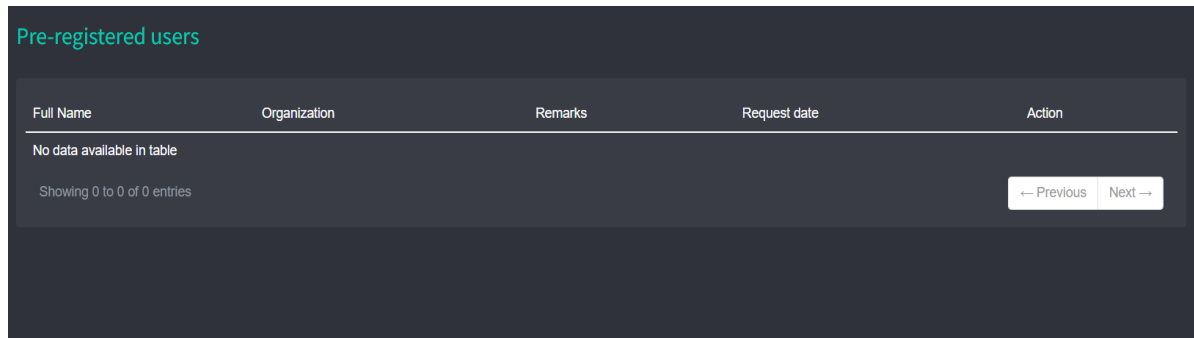 Pre-registered users
Full Name Organization Remarks Request date Action
No data available in table
Showing 0 to 0 of 0 entries ← Previous Next →